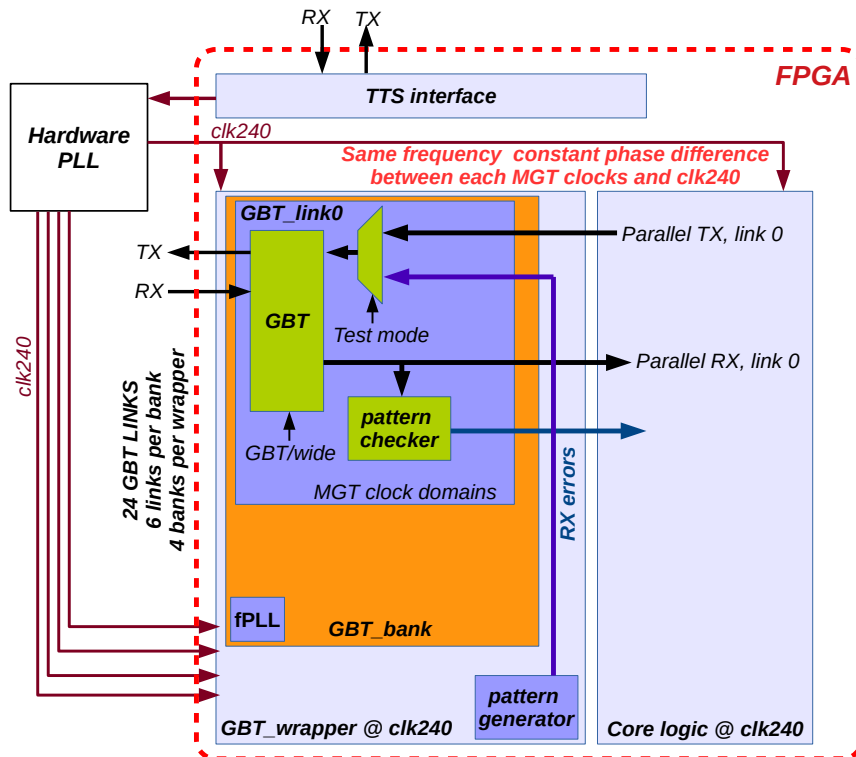 RX
TX
FPGA
TTS interface
Hardware
PLL
clk240
Same frequency constant phase difference
between each MGT clocks and clk240
GBT_link0
TX
Parallel TX, link 0
RX
GBT
Test mode
Parallel RX, link 0
clk240
24 GBT LINKS
6 links per bank
4 banks per wrapper
pattern
checker
GBT/wide
MGT clock domains
RX errors
fPLL
GBT_bank
pattern
generator
GBT_wrapper @ clk240
Core logic @ clk240